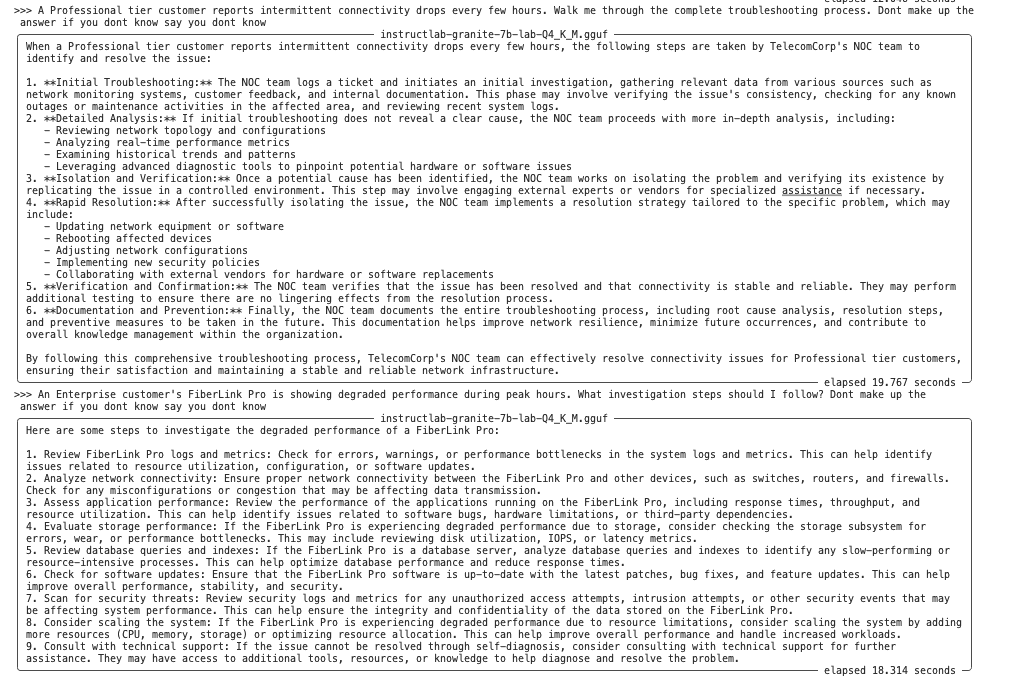 >>> A Professional tier customer reports intermittent connectivity drops every few hours. Walk me through the complete troubleshooting process. Dont make up the
answer if you dont know say you dont know
instructlab-granite-7b-lab-Q4_K_M.gguf
When a Professional tier customer reports intermittent connectivity drops every few hours, the following steps are taken by TelecomCorp's NOC team to
identify and resolve the issue:
1. **Initial Troubleshooting:** The NOC team logs a ticket and initiates an initial investigation, gathering relevant data from various sources such as
network monitoring systems, customer feedback, and internal documentation. This phase may involve verifying the issue's consistency, checking for any known
outages or maintenance activities in the affected area, and reviewing recent system logs.
2. **Detailed Analysis:** If initial troubleshooting does not reveal a clear cause, the NOC team proceeds with more in-depth analysis, including:
– Reviewing network topology and configurations
– Analyzing real-time performance metrics
– Examining historical trends and patterns
– Leveraging advanced diagnostic tools to pinpoint potential hardware or software issues
3. **Isolation and Verification:** Once a potential cause has been identified, the NOC team works on isolating the problem and verifying its existence by
replicating the issue in a controlled environment. This step may involve engaging external experts or vendors for specialized assistance if necessary.
4. **Rapid Resolution:** After successfully isolating the issue, the NOC team implements a resolution strategy tailored to the specific problem, which may
include:
– Updating network equipment or software
– Rebooting affected devices
– Adjusting network configurations
– Implementing new security policies
– Collaborating with external vendors for hardware or software replacements
5. **Verification and Confirmation:** The NOC team verifies that the issue has been resolved and that connectivity is stable and reliable. They may perform
additional testing to ensure there are no lingering effects from the resolution process.
6. **Documentation and Prevention:** Finally, the NOC team documents the entire troubleshooting process, including root cause analysis, resolution steps,
and preventive measures to be taken in the future. This documentation helps improve network resilience, minimize future occurrences, and contribute to
overall knowledge management within the organization.
By following this comprehensive troubleshooting process, TelecomCorp's NOC team can effectively resolve connectivity issues for Professional tier customers,
ensuring their satisfaction and maintaining a stable and reliable network infrastructure.
elapsed 19.767 seconds
>>> An Enterprise customer's FiberLink Pro is showing degraded performance during peak hours. What investigation steps should I follow? Dont make up the
answer if you dont know say you dont know
instructlab-granite-7b-lab-Q4_K_M.gguf
Here are some steps to investigate the degraded performance of a FiberLink Pro:
1. Review FiberLink Pro logs and metrics: Check for errors, warnings, or performance bottlenecks in the system logs and metrics. This can help identify
issues related to resource utilization, configuration, or software updates.
2. Analyze network connectivity: Ensure proper network connectivity between the FiberLink Pro and other devices, such as switches, routers, and firewalls.
Check for any misconfigurations or congestion that may be affecting data transmission.
3. Assess application performance: Review the performance of the applications running on the FiberLink Pro, including response times, throughput, and
resource utilization. This can help identify issues related to software bugs, hardware limitations, or third-party dependencies.
4. Evaluate storage performance: If the FiberLink Pro is experiencing degraded performance due to storage, consider checking the storage subsystem for
errors, wear, or performance bottlenecks. This may include reviewing disk utilization, IOPS, or latency metrics.
5. Review database queries and indexes: If the FiberLink Pro is a database server, analyze database queries and indexes to identify any slow-performing or
resource-intensive processes. This can help optimize database performance and reduce response times.
6. Check for software updates: Ensure that the FiberLink Pro software is up-to-date with the latest patches, bug fixes, and feature updates. This can help
improve overall performance, stability, and security.
7. Scan for security threats: Review security logs and metrics for any unauthorized access attempts, intrusion attempts, or other security events that may
be affecting system performance. This can help ensure the integrity and confidentiality of the data stored on the FiberLink Pro.
8. Consider scaling the system: If the FiberLink Pro is experiencing degraded performance due to resource limitations, consider scaling the system by adding
more resources (CPU, memory, storage) or optimizing resource allocation. This can help improve overall performance and handle increased workloads.
9. Consult with technical support: If the issue cannot be resolved through self-diagnosis, consider consulting with technical support for further
assistance. They may have access to additional tools, resources, or knowledge to help diagnose and resolve the problem.
elapsed 18.314 seconds